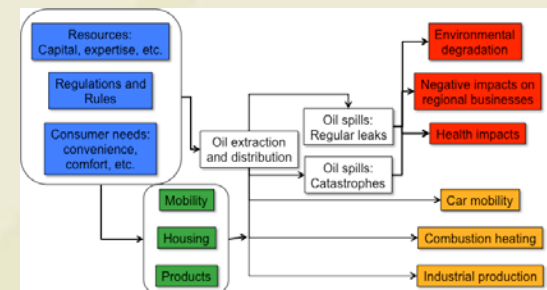 Resources:
Capital, expertise, etc.
Regulations and
Rules
Consumer needs:
convenience,
comfort, etc.
Oil extraction
and distribution
Oil spills:
Regular leaks
Oil spills:
Catastrophes
Environmental
degradation
Negative impacts on
regional businesses
Health impacts
Mobility
Housing
Products
Car mobility
Combustion heating
Industrial production